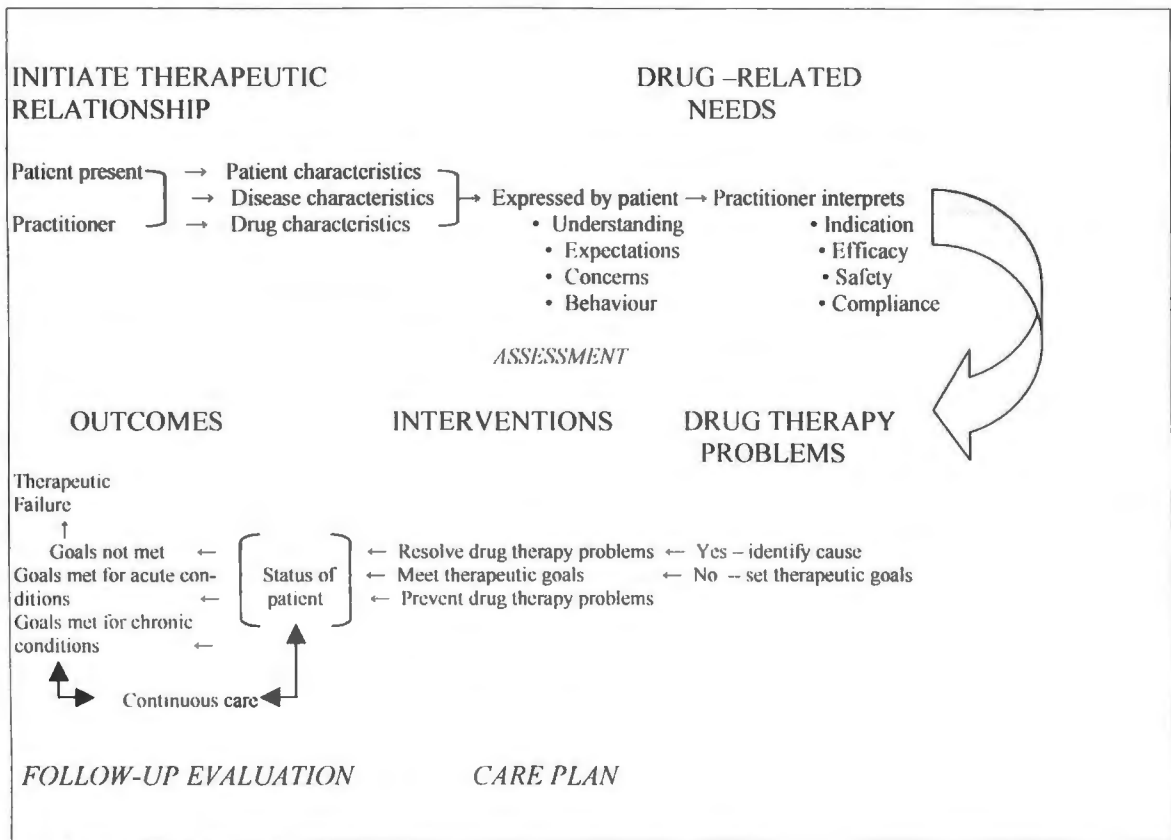 INITIATE THERAPEUTIC
RELATIONSHIP
DRUG –RELATED
NEEDS
Patient present → Patient characteristics
→ Disease characteristics → Expressed by patient → Practitioner interprets
Practitioner → Drug characteristics
• Understanding • Indication
• Expectations • Efficacy
• Concerns • Safety
• Behaviour • Compliance
ASSESSMENT
OUTCOMES
INTERVENTIONS
DRUG THERAPY
PROBLEMS
Therapeutic
Failure
↑
Goals not met ← ← Resolve drug therapy problems ← Yes – identify cause
Goals met for acute con- Status of ← Meet therapeutic goals ← No – set therapeutic goals
ditions ← patient ← Prevent drug therapy problems
Goals met for chronic
conditions ←
Continuous care
FOLLOW-UP EVALUATION
CARE PLAN